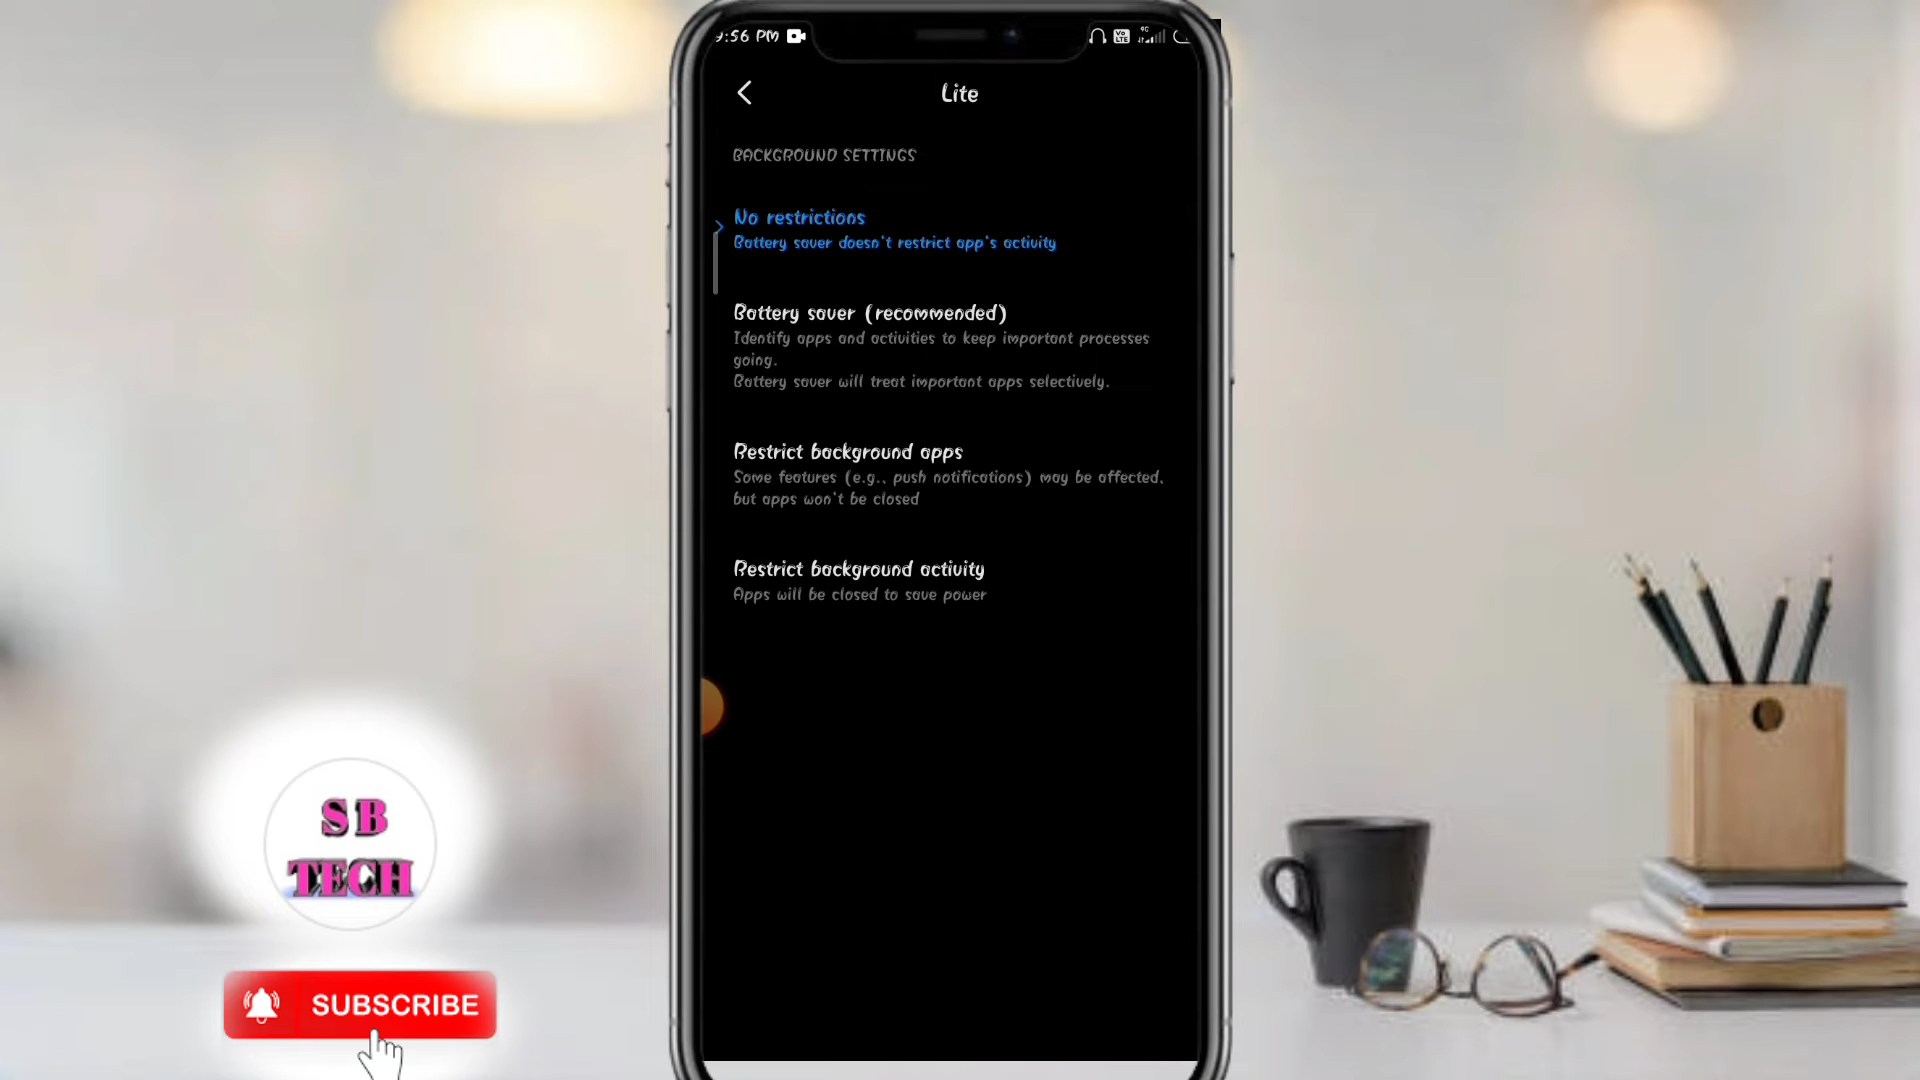 9:56 PM
Lite
BACKGROUND SETTINGS
No restrictions
Battery saver doesn't restrict app's activity
Battery saver (recommended)
Identify apps and activities to keep important processes
going.
Battery saver will treat important apps selectively.
Restrict background apps
Some features (e.g., push notifications) may be affected,
but apps won't be closed
Restrict background activity
Apps will be closed to save power
S B
TECH
SUBSCRIBE